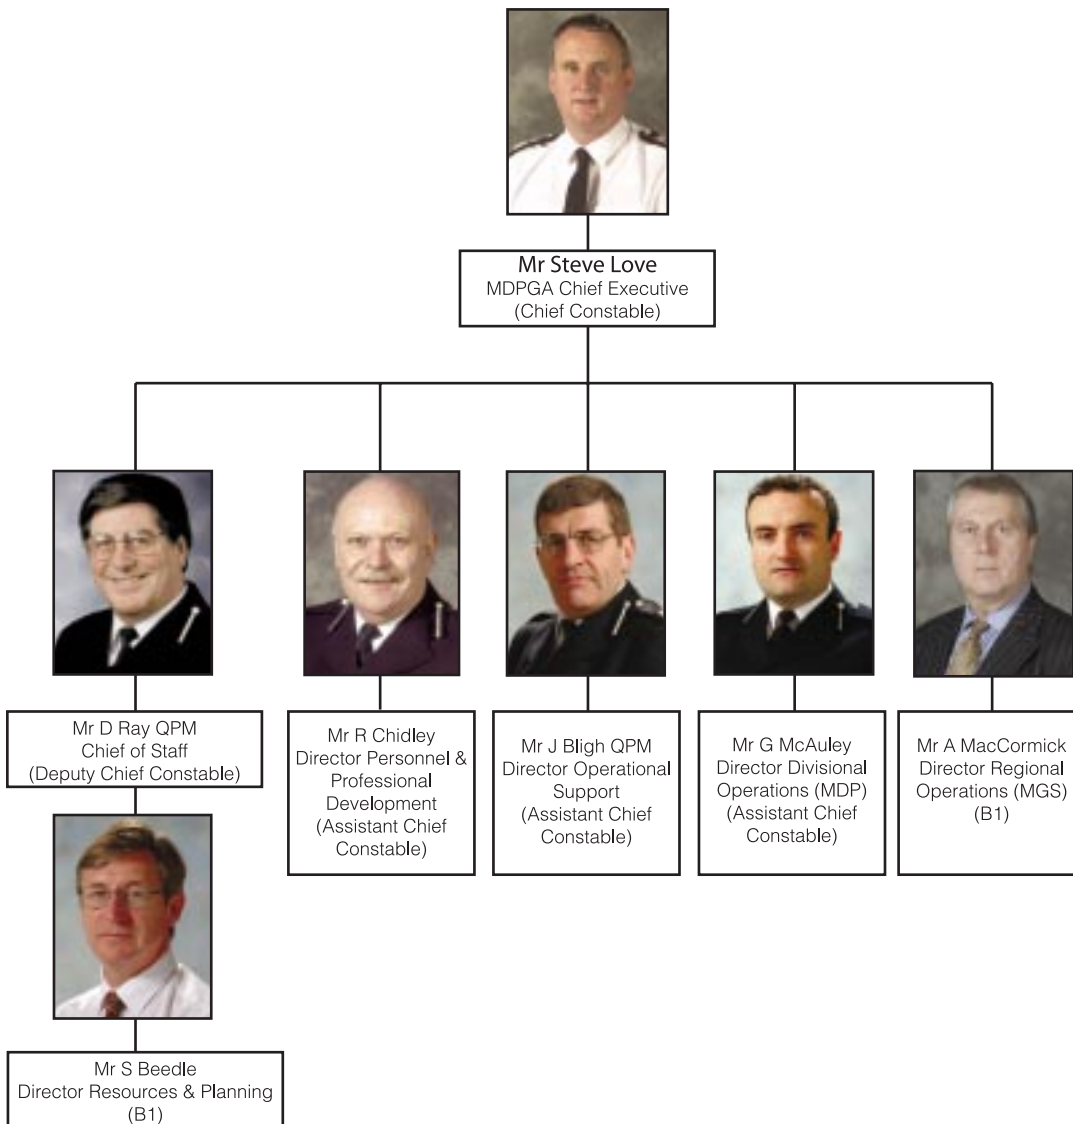 Mr Steve Love
MDPGA Chief Executive
(Chief Constable)
Mr D Ray QPM
Chief of Staff
(Deputy Chief Constable)
Mr R Chidley
Director Personnel &
Professional
Development
(Assistant Chief
Constable)
Mr J Bligh QPM
Director Operational
Support
(Assistant Chief
Constable)
Mr G McAuley
Director Divisional
Operations (MDP)
(Assistant Chief
Constable)
Mr A MacCormick
Director Regional
Operations (MGS)
(B1)
Mr S Beedle
Director Resources & Planning
(B1)